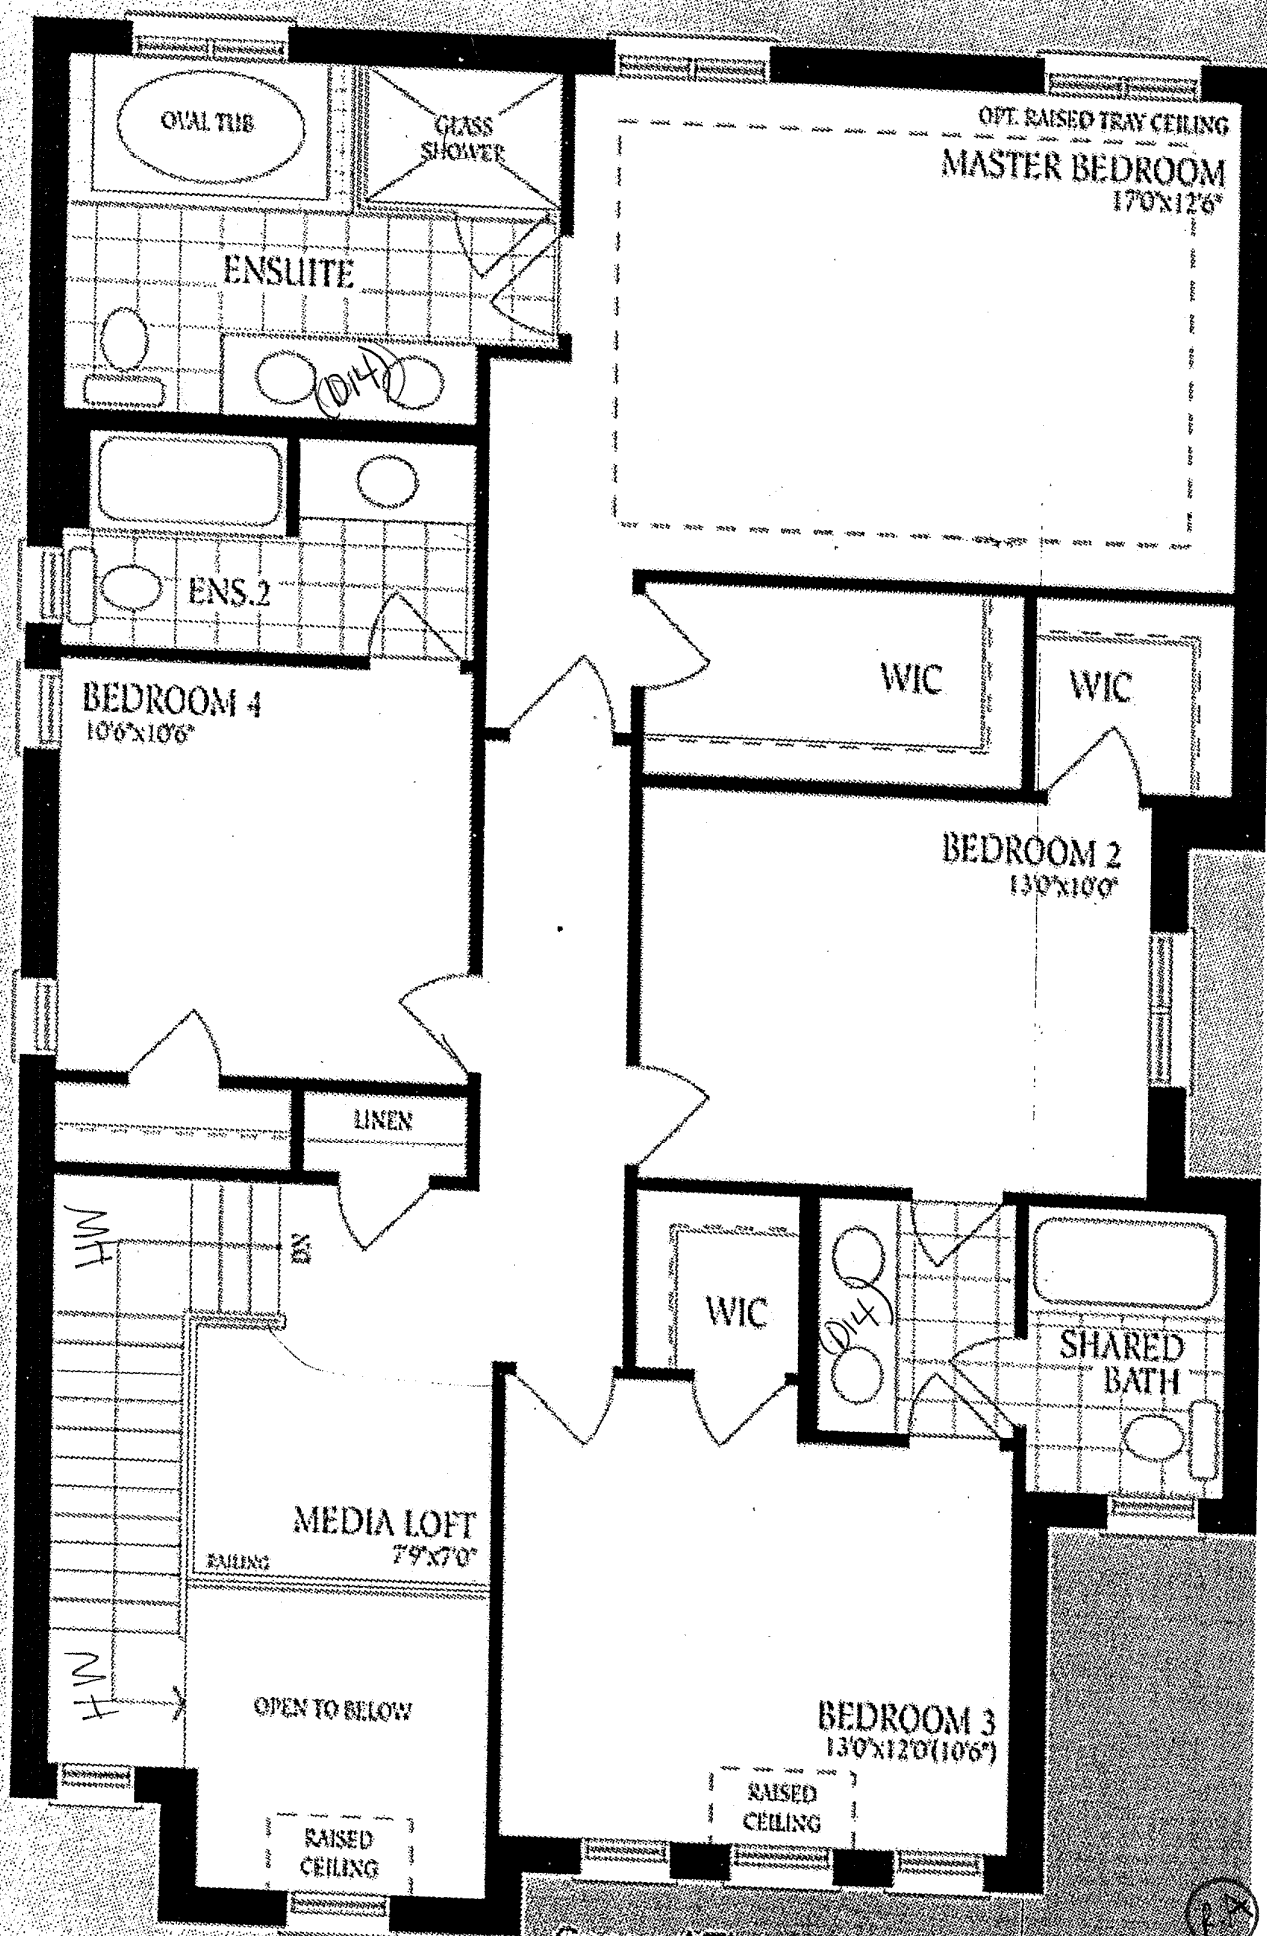 OVAL TUB
GLASS
SHOWER
OPT. RAISED TRAY CEILING
MASTER BEDROOM
17'0"x12'6"
ENSUITE
(D14)
ENS.2
BEDROOM 4
10'6"x10'6"
WIC
WIC
BEDROOM 2
13'0"x10'0"
LINEN
HW
DN
WIC
(D14)
SHARED
BATH
MEDIA LOFT
7'9"x7'0"
RAILING
HW
OPEN TO BELOW
BEDROOM 3
13'0"x12'0"(10'6")
RAISED
CEILING
RAISED
CEILING